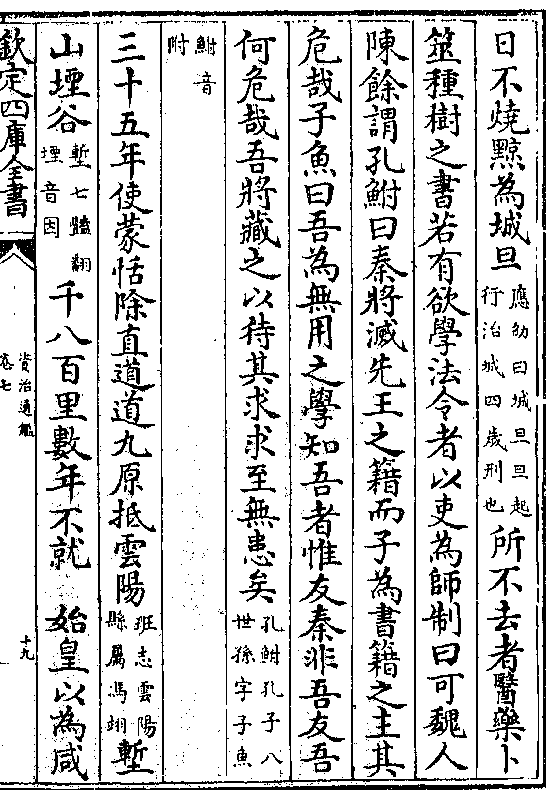 日不燒黥為城旦應劭曰城旦旦起行治城四歲刑也所不去者醫藥卜
筮種樹之書若有欲學法令者以吏為師制曰可魏人
陳餘謂孔鮒曰秦將滅先王之籍而子為書籍之主其
危哉子魚曰吾為無用之學知吾者惟友秦非吾友吾
何危哉吾將藏之以待其求求至無患矣孔鮒孔子八世孫字子魚
鮒音附
三十五年使蒙恬除直道道九原抵雲陽班志雲陽縣屬馮翊塹
山堙谷塹七豔翻堙音因千八百里數年不就 始皇以為咸
欽定四庫全書
資治通鑑
卷七
十九